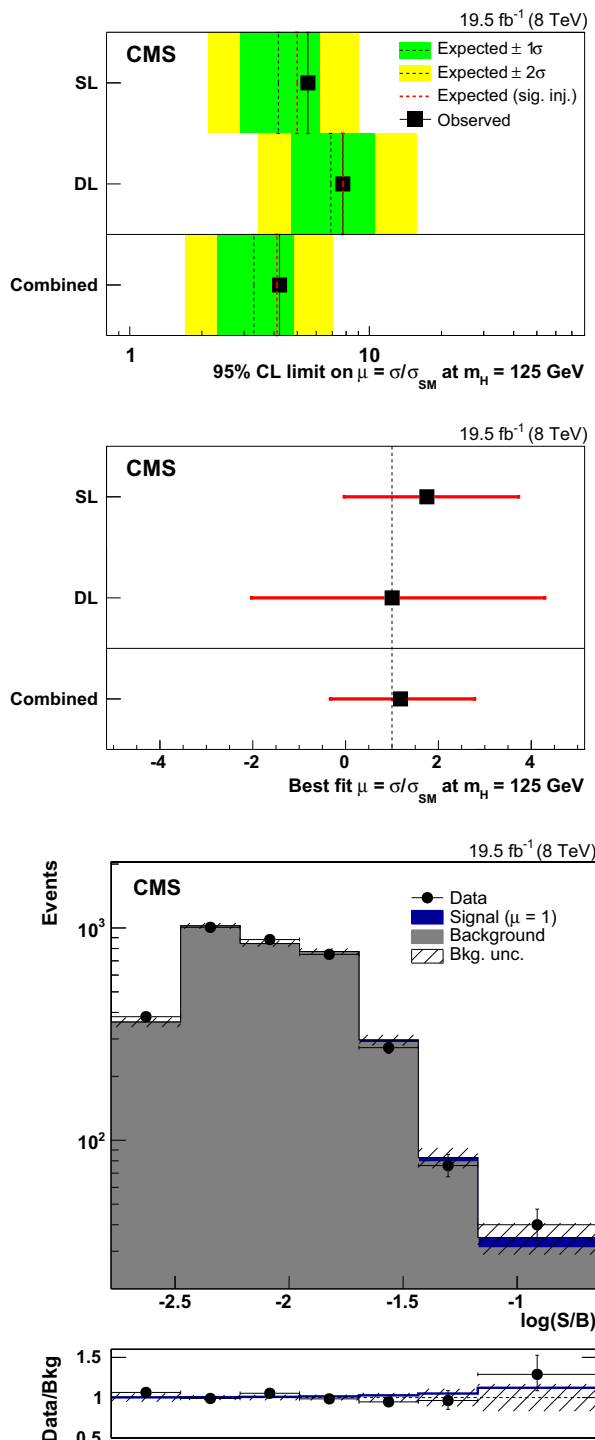 19.5 fb⁻¹ (8 TeV)
CMS
Expected ± 1σ
Expected ± 2σ
Expected (sig. inj.)
Observed
SL
DL
Combined
1 10
95% CL limit on μ = σ/σ_SM at m_H = 125 GeV
19.5 fb⁻¹ (8 TeV)
CMS
SL
DL
Combined
-4 -2 0 2 4
Best fit μ = σ/σ_SM at m_H = 125 GeV
19.5 fb⁻¹ (8 TeV)
CMS
Data
Signal (μ = 1)
Background
Bkg. unc.
Events
10³
10²
-2.5 -2 -1.5 -1
log(S/B)
Data/Bkg
1.5
1
0.5